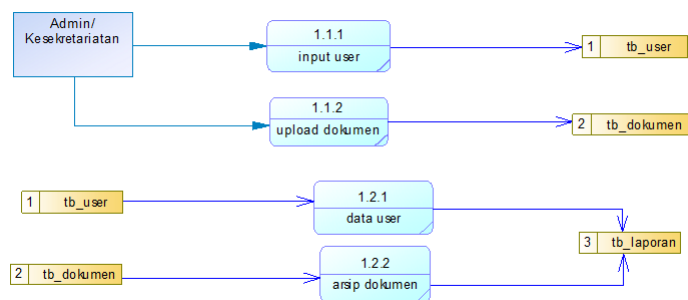 Admin/
Kesekretariatan
1.1.1
input user
1 tb_user
1.1.2
upload dokumen
2 tb_dokumen
1 tb_user
1.2.1
data user
3 tb_laporan
2 tb_dokumen
1.2.2
arsip dokumen